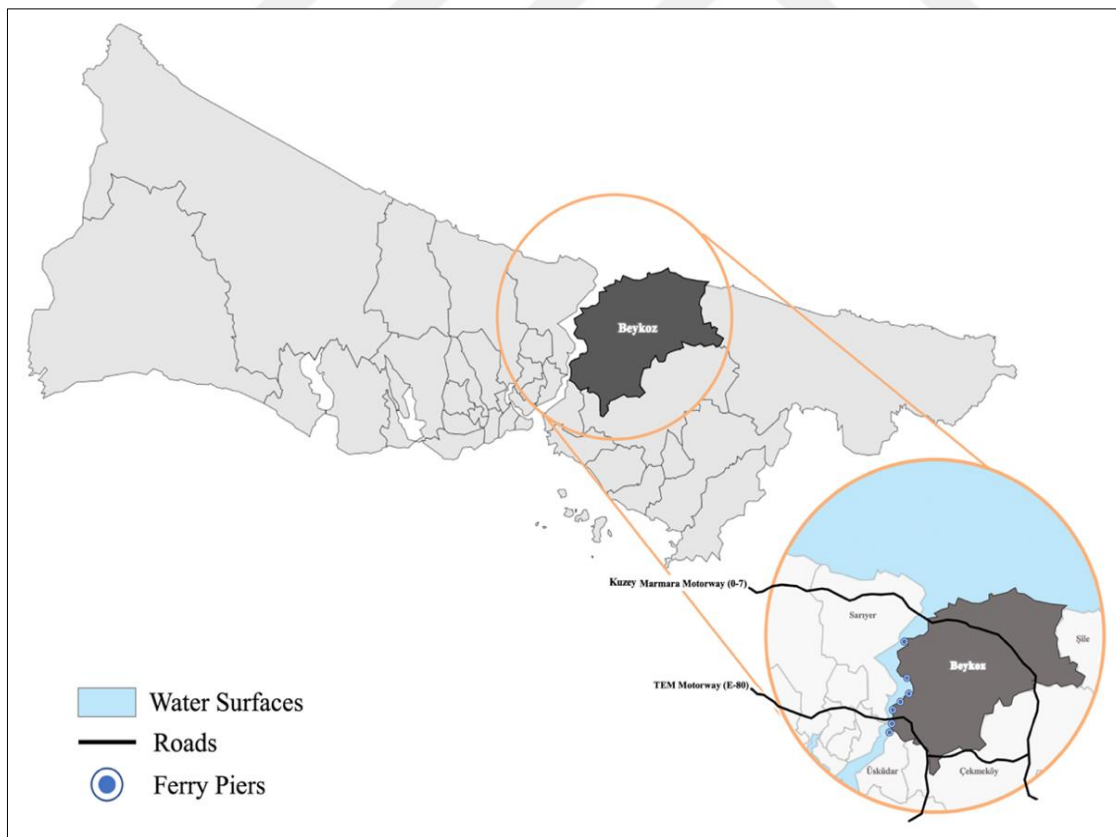 Beykoz
Kuzey Marmara Motorway (0-7)
Sarıyer
Şile
Beykoz
TEM Motorway (E-80)
Üsküdar
Çekmeköy
Water Surfaces
Roads
Ferry Piers